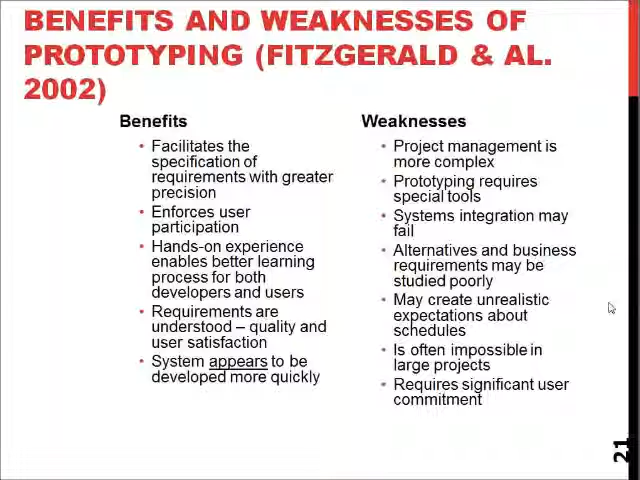 BENEFITS AND WEAKNESSES OF
PROTOTYPING (FITZGERALD & AL.
2002)
Benefits
• Facilitates the
specification of
requirements with greater
precision
• Enforces user
participation
• Hands-on experience
enables better learning
process for both
developers and users
• Requirements are
understood – quality and
user satisfaction
• System appears to be
developed more quickly
Weaknesses
• Project management is
more complex
• Prototyping requires
special tools
• Systems integration may
fail
• Alternatives and business
requirements may be
studied poorly
• May create unrealistic
expectations about
schedules
• Is often impossible in
large projects
• Requires significant user
commitment
21